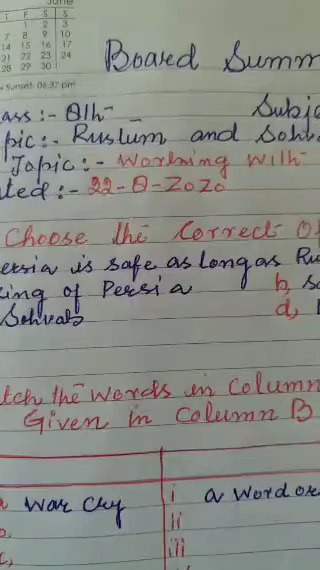 June
T F S S
1 2 3
7 8 9 10
14 15 16 17
21 22 23 24
28 29 30
Sunset: 06:37 pm
Board Summ
ass :- 8th
Subje
pic:- Rustum and Sohra
Topic:- Working With
ted :- 22-8-2020
Choose the Correct O
ersia is safe as long as Ru
ing of Persia b, So
Sohrab d,
tch the words in Column
Given in Column B
war cry i a word or
ii
iii